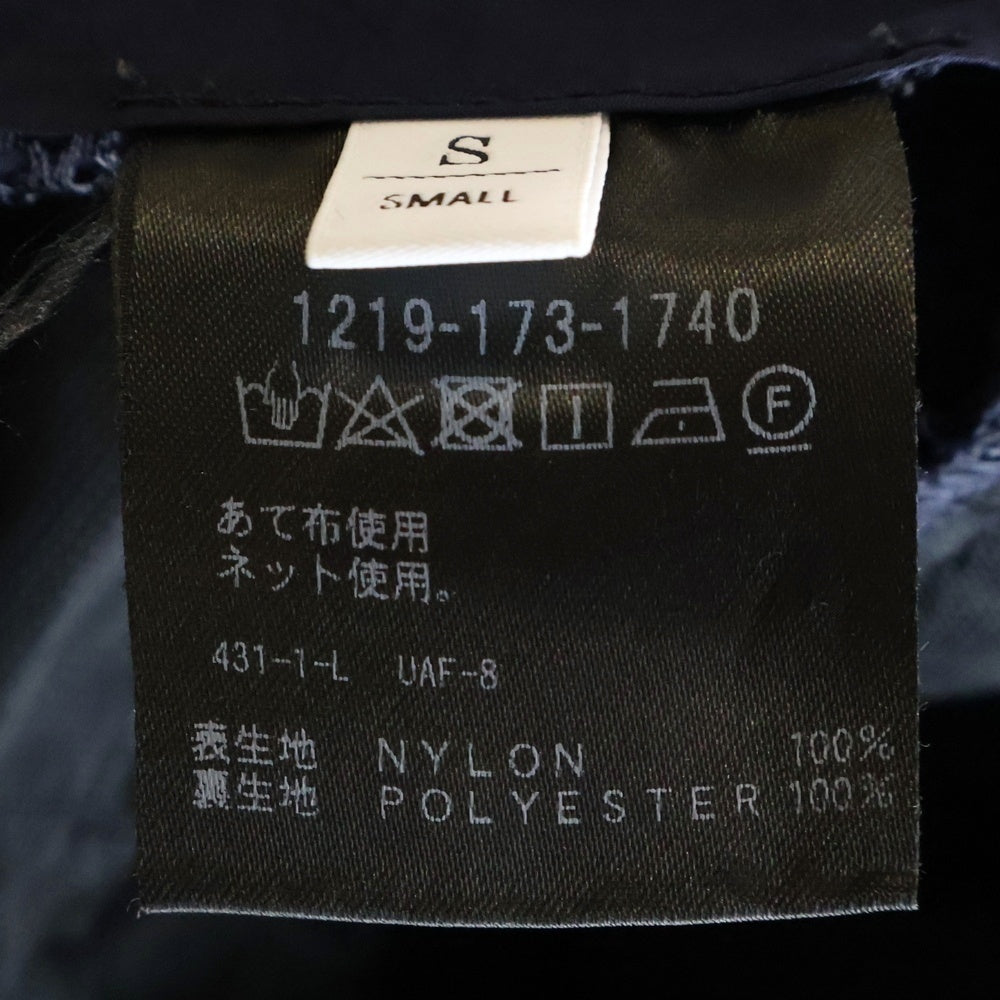 S
SMALL
1219-173-1740
F
あて布使用
ネット使用。
431-1-L UAF-8
表生地 NYLON 100%
裏生地 POLYESTER 100%